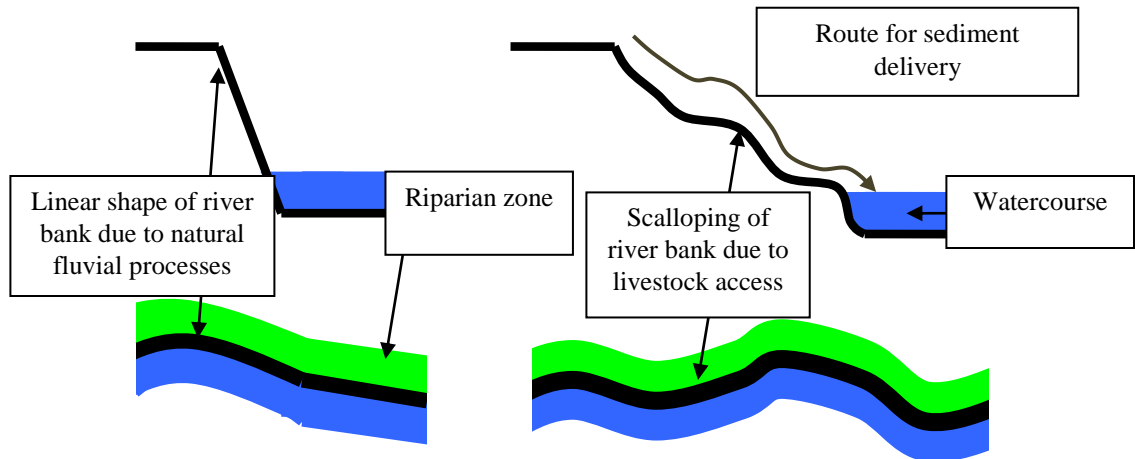 Route for sediment
delivery
Linear shape of river
bank due to natural
fluvial processes
Riparian zone
Scalloping of
river bank due to
livestock access
Watercourse